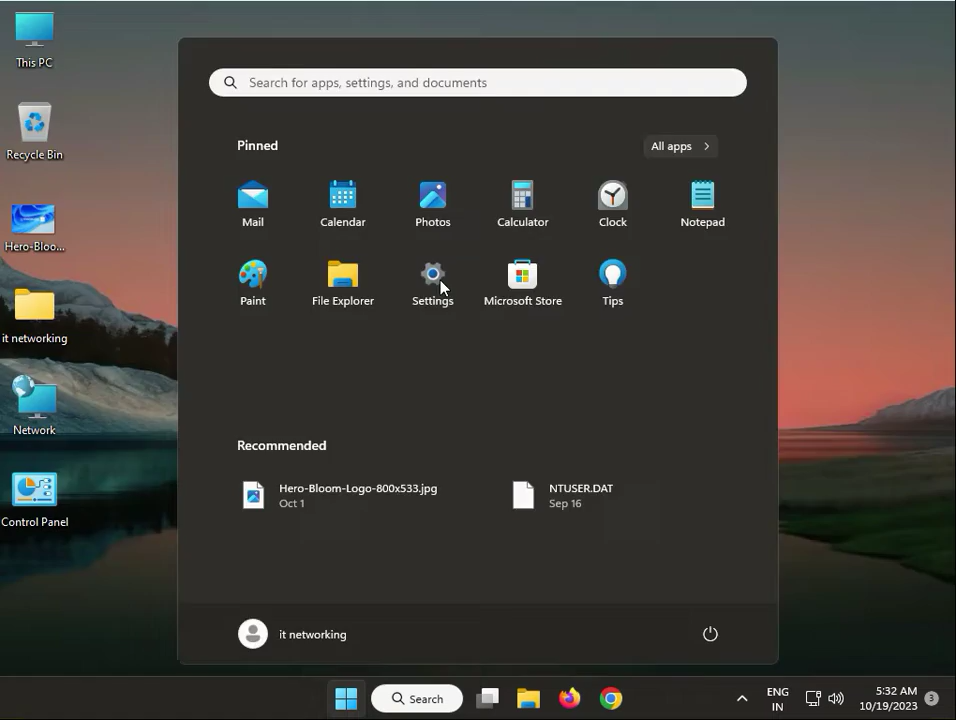 This PC
Recycle Bin
Hero-Bloo...
it networking
Network
Control Panel
Search for apps, settings, and documents
Pinned
All apps
Mail
Calendar
Photos
Calculator
Clock
Notepad
Paint
File Explorer
Settings
Microsoft Store
Tips
Recommended
Hero-Bloom-Logo-800x533.jpg
Oct 1
NTUSER.DAT
Sep 16
it networking
Search
ENG
IN
5:32 AM
10/19/2023
3